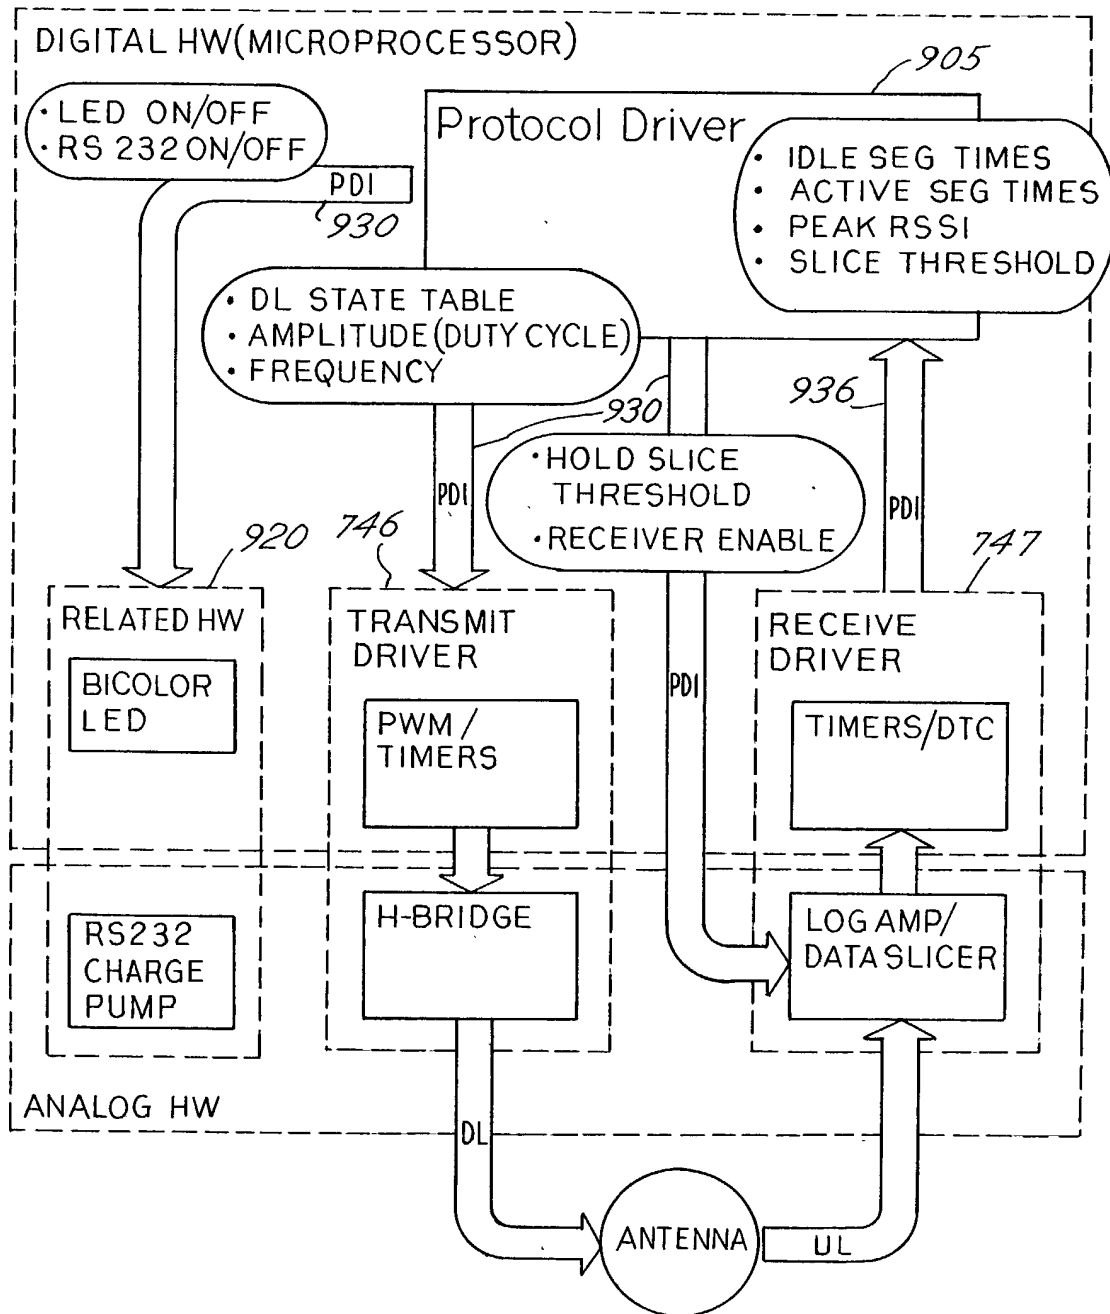 DIGITAL HW(MICROPROCESSOR)
905
• LED ON/OFF
• RS 232 ON/OFF
Protocol Driver
• IDLE SEG TIMES
• ACTIVE SEG TIMES
• PEAK RSSI
• SLICE THRESHOLD
PDI
930
• DL STATE TABLE
• AMPLITUDE(DUTY CYCLE)
• FREQUENCY
930
936
• HOLD SLICE
THRESHOLD
• RECEIVER ENABLE
PDI
PDI
PDI
920
746
747
RELATED HW
BICOLOR
LED
TRANSMIT
DRIVER
PWM/
TIMERS
RECEIVE
DRIVER
TIMERS/DTC
RS232
CHARGE
PUMP
H-BRIDGE
LOG AMP/
DATA SLICER
ANALOG HW
DL
ANTENNA
UL